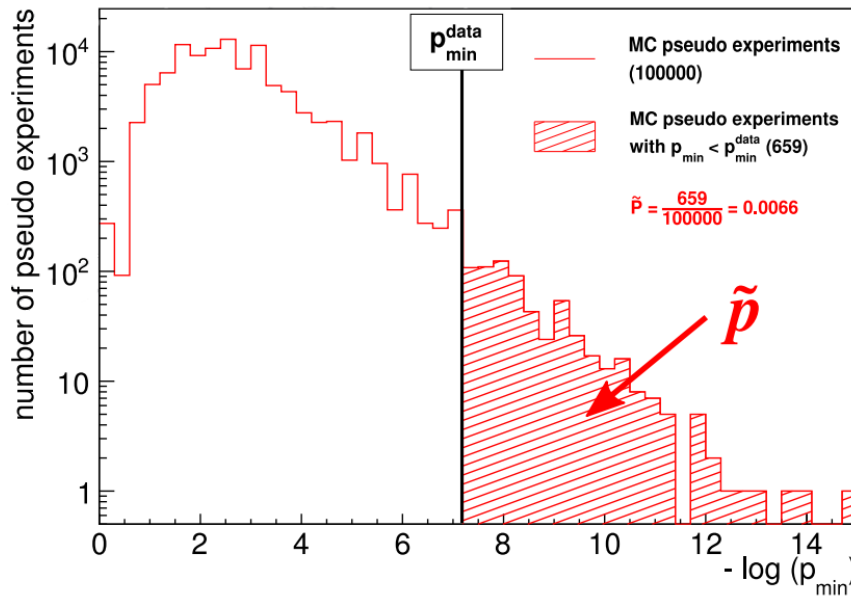 number of pseudo experiments
10⁴
10³
10²
10
1
p_min^data
MC pseudo experiments
(100000)
MC pseudo experiments
with p_min < p_min^data (659)
P̃ = 659/100000 = 0.0066
p̃
0 2 4 6 8 10 12 14
- log (p_min)